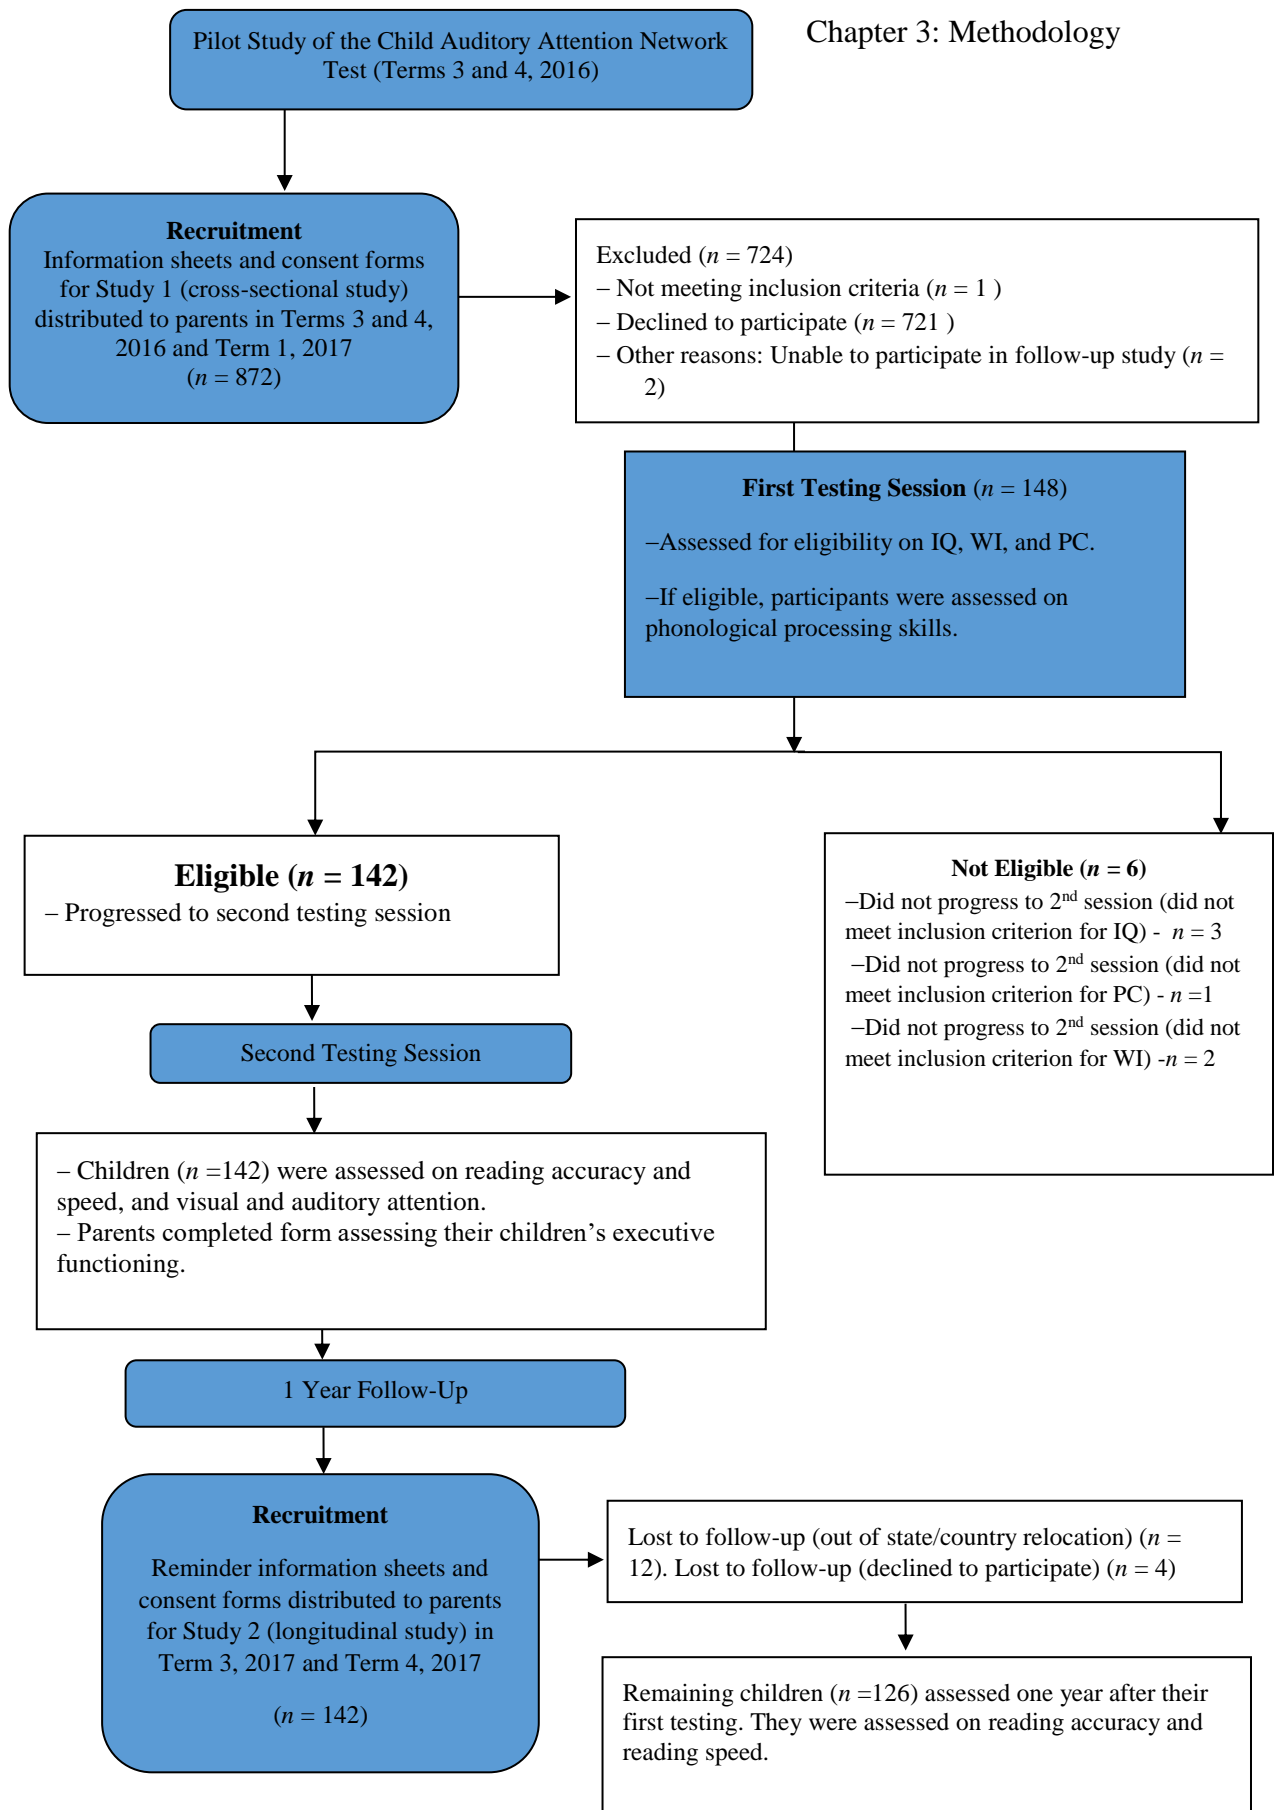 Chapter 3: Methodology
Pilot Study of the Child Auditory Attention Network
Test (Terms 3 and 4, 2016)
Recruitment
Information sheets and consent forms
for Study 1 (cross-sectional study)
distributed to parents in Terms 3 and 4,
2016 and Term 1, 2017
(n = 872)
Excluded (n = 724)
– Not meeting inclusion criteria (n = 1 )
– Declined to participate (n = 721 )
– Other reasons: Unable to participate in follow-up study (n =
2)
First Testing Session (n = 148)
–Assessed for eligibility on IQ, WI, and PC.
–If eligible, participants were assessed on
phonological processing skills.
Eligible (n = 142)
– Progressed to second testing session
Not Eligible (n = 6)
–Did not progress to 2nd session (did not
meet inclusion criterion for IQ) - n = 3
–Did not progress to 2nd session (did not
meet inclusion criterion for PC) - n =1
–Did not progress to 2nd session (did not
meet inclusion criterion for WI) -n = 2
Second Testing Session
– Children (n =142) were assessed on reading accuracy and
speed, and visual and auditory attention.
– Parents completed form assessing their children’s executive
functioning.
1 Year Follow-Up
Recruitment
Reminder information sheets and
consent forms distributed to parents
for Study 2 (longitudinal study) in
Term 3, 2017 and Term 4, 2017
(n = 142)
Lost to follow-up (out of state/country relocation) (n =
12). Lost to follow-up (declined to participate) (n = 4)
Remaining children (n =126) assessed one year after their
first testing. They were assessed on reading accuracy and
reading speed.